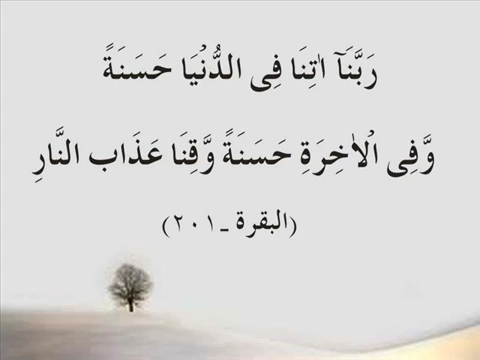 رَبَّنَآ اٰتِنَا فِى الدُّنْيَا حَسَنَةً
وَّفِى الْاٰخِرَةِ حَسَنَةً وَّقِنَا عَذَابَ النَّارِ
(البقرة ـ ٢٠١)